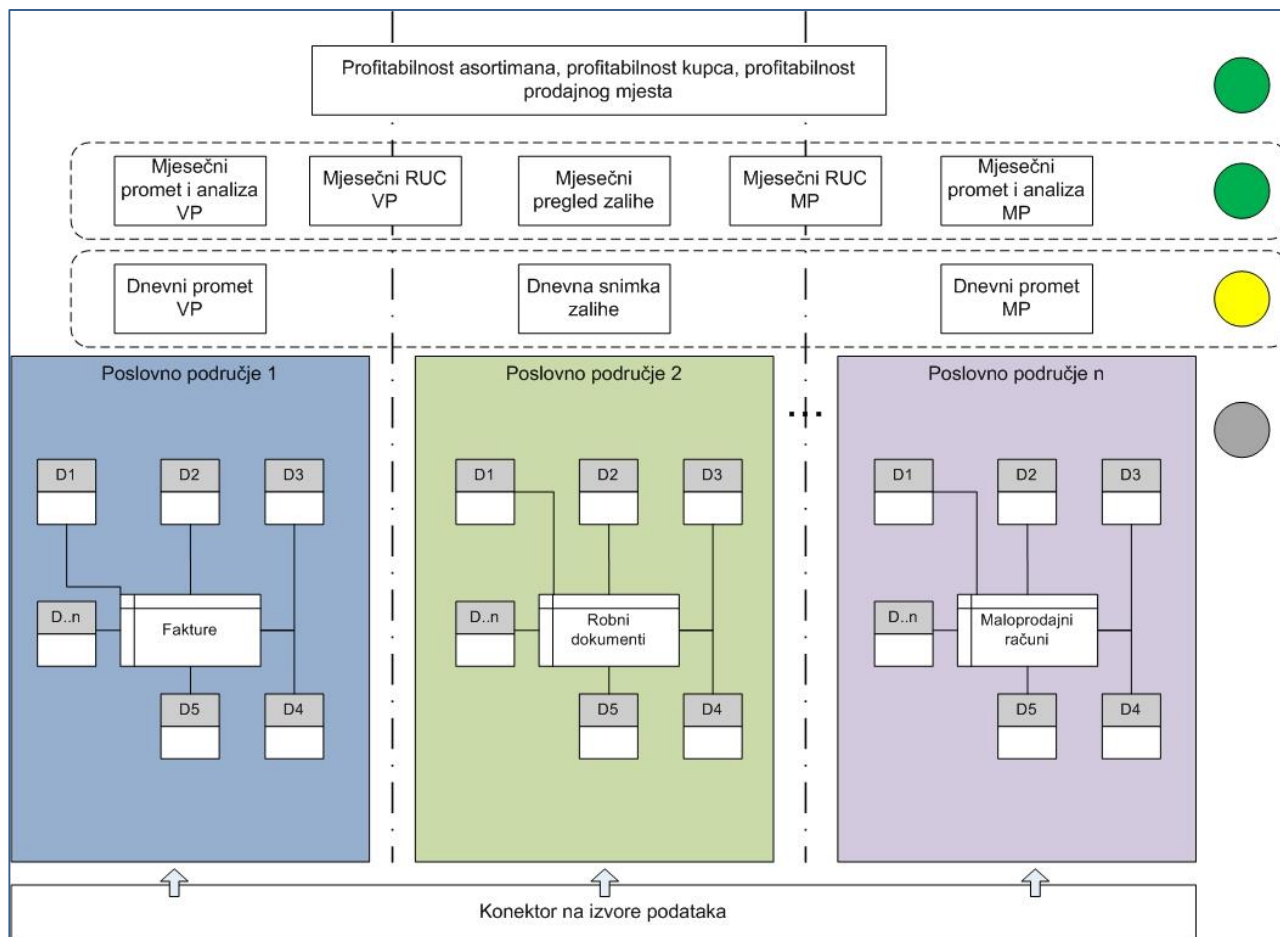 Profitabilnost asortimana, profitabilnost kupca, profitabilnost
prodajnog mjesta
Mjesečni
promet i analiza
VP
Mjesečni RUC
VP
Mjesečni
pregled zalihe
Mjesečni RUC
MP
Mjesečni
promet i analiza
MP
Dnevni promet
VP
Dnevna snimka
zalihe
Dnevni promet
MP
Poslovno područje 1
D1
D2
D3
D..n
Fakture
D5
D4
Poslovno područje 2
D1
D2
D3
D..n
Robni
dokumenti
D5
D4
...
Poslovno područje n
D1
D2
D3
D..n
Maloprodajni
računi
D5
D4
Konektor na izvore podataka